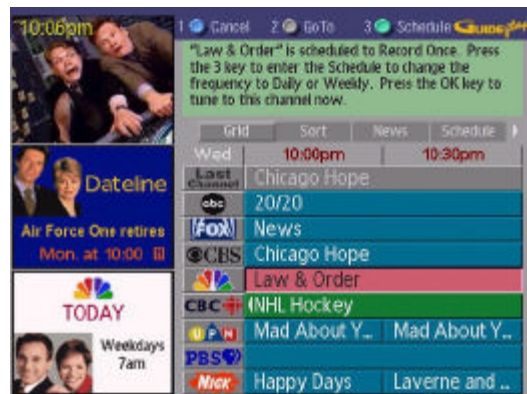 10:06pm
1 Cancel 2 GoTo 3 Schedule GUIDE Plus
"Law & Order" is scheduled to Record Once. Press
the 3 key to enter the Schedule to change the
frequency to Daily or Weekly. Press the OK key to
tune to this channel now.
Grid Sort News Schedule
Wed 10:00pm 10:30pm
Last Channel Chicago Hope
abc 20/20
FOX News
CBS Chicago Hope
Law & Order
CBC NHL Hockey
UPN Mad About Y... Mad About Y...
PBS
NICK Happy Days Laverne and ..
Dateline
Air Force One retires
Mon. at 10:00
TODAY
Weekdays
7am